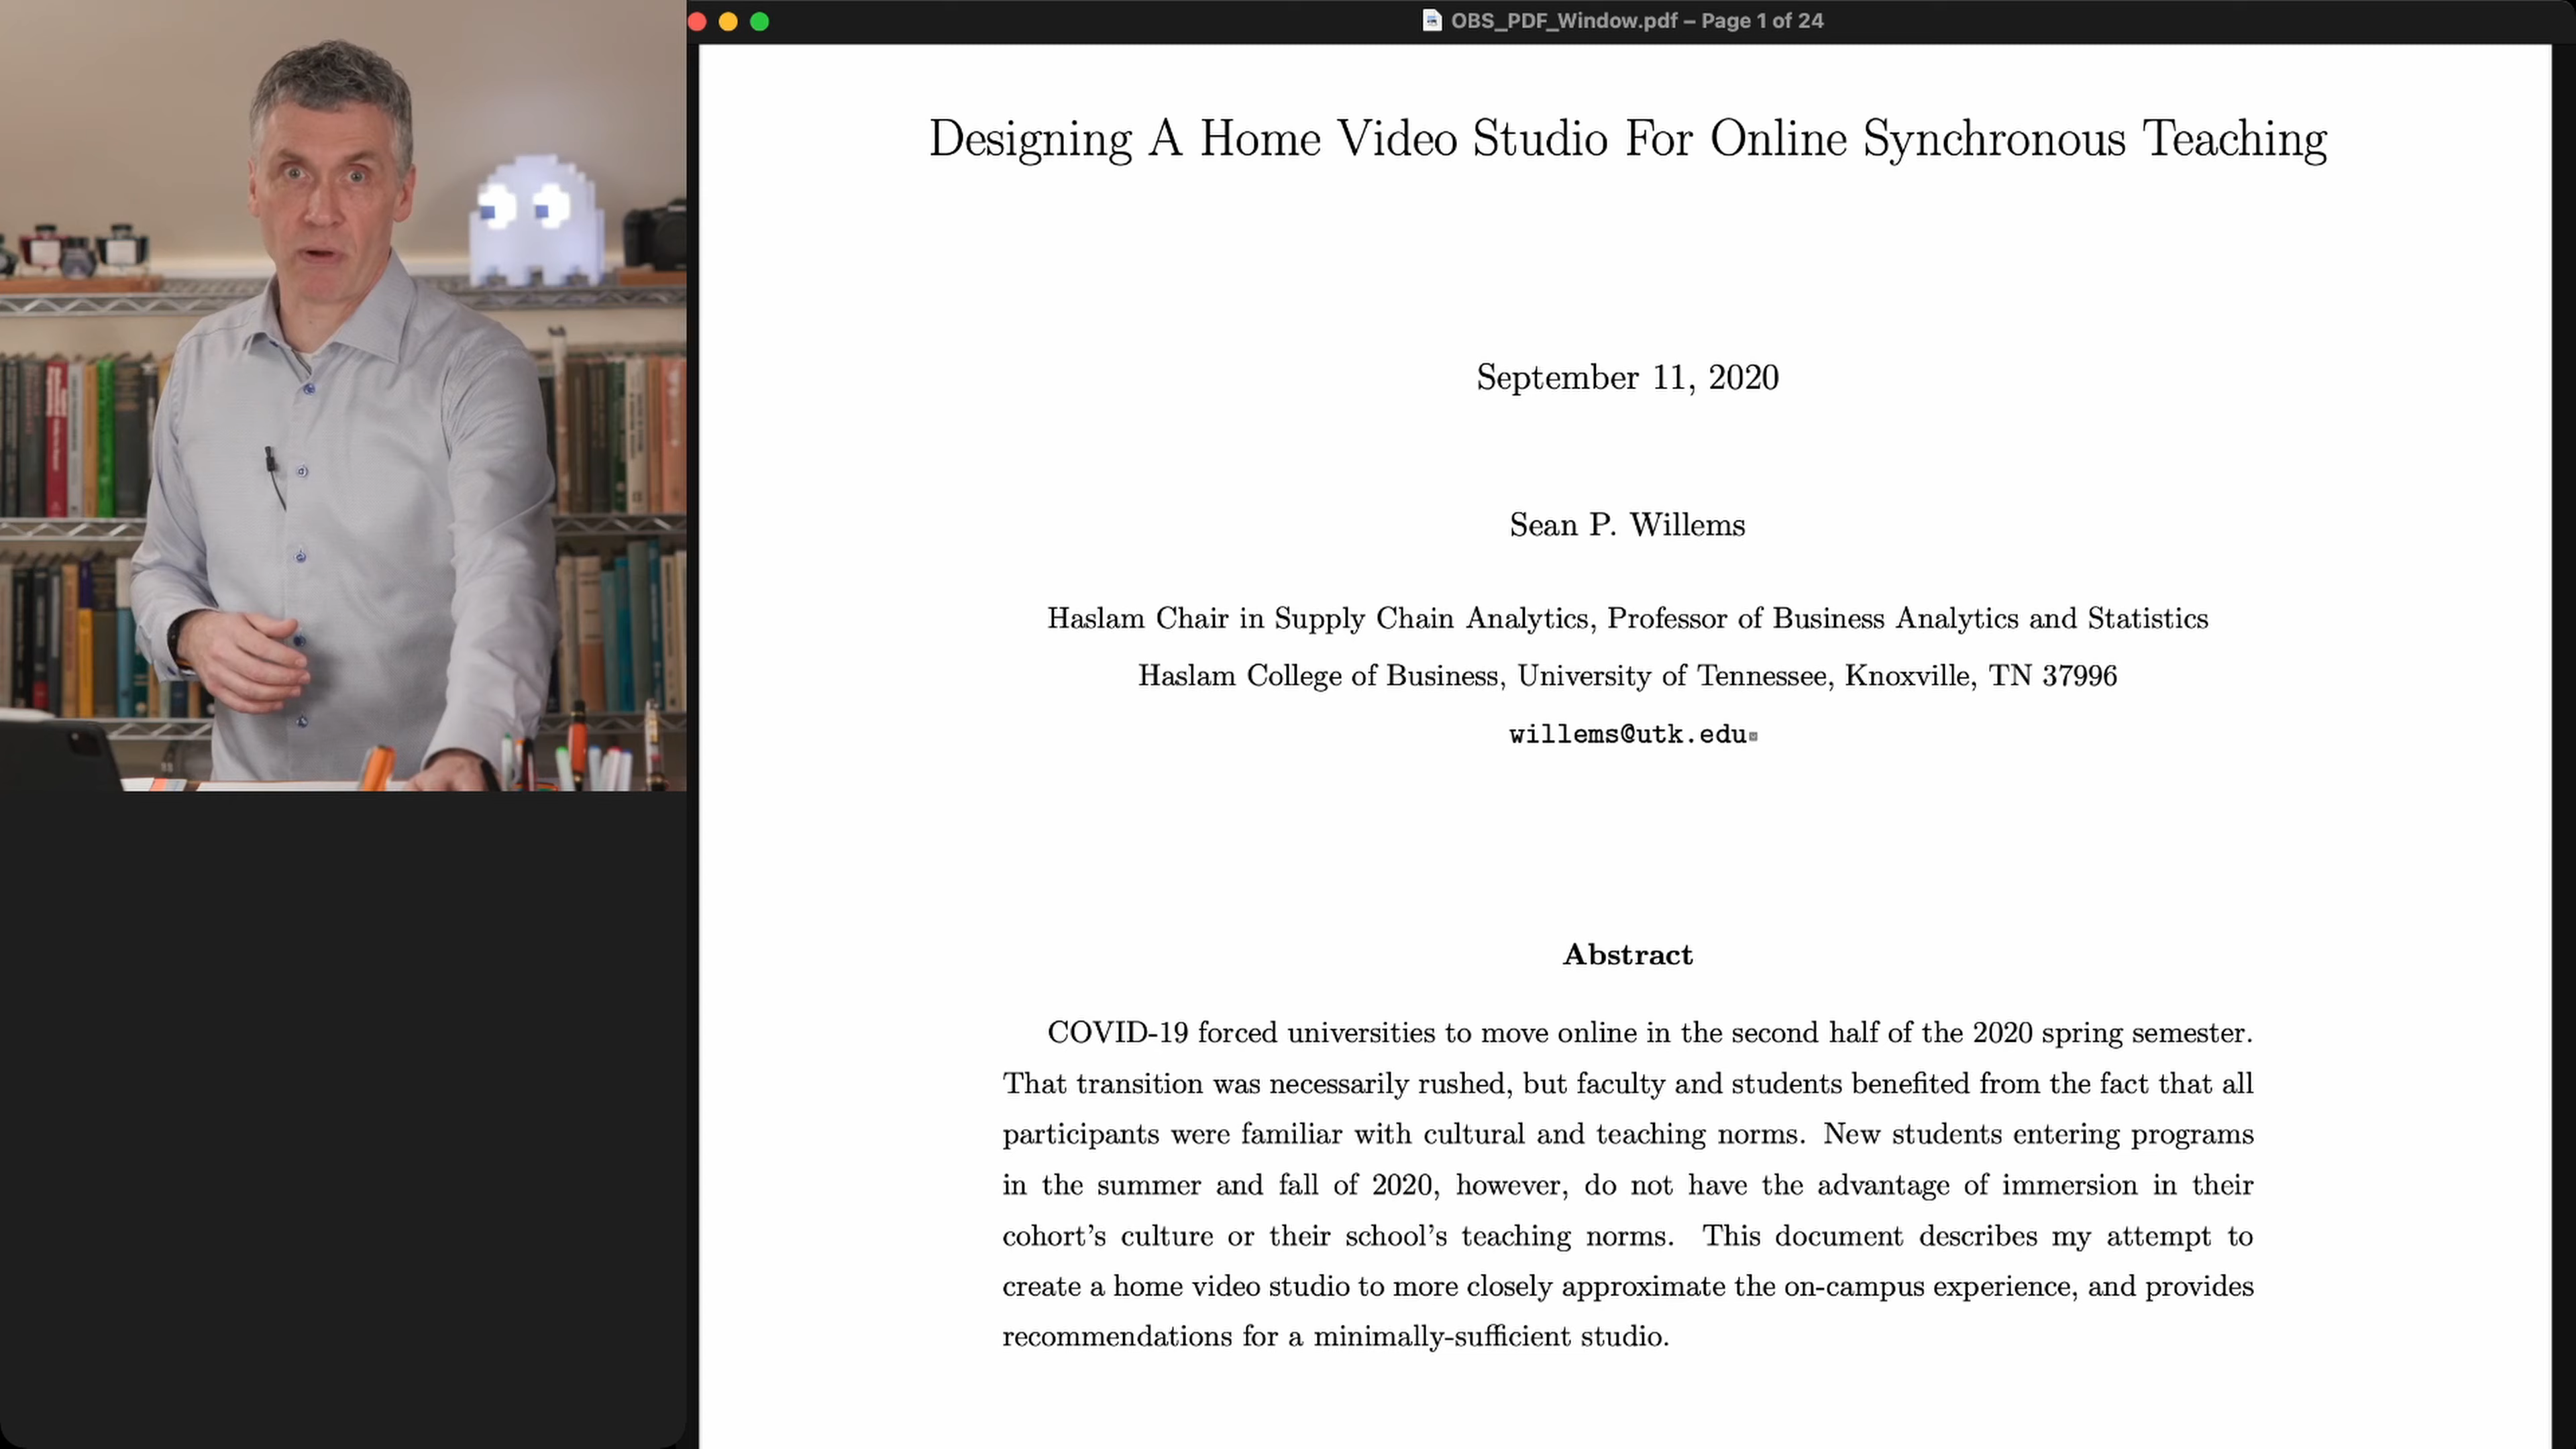 OBS_PDF_Window.pdf – Page 1 of 24
Designing A Home Video Studio For Online Synchronous Teaching
September 11, 2020
Sean P. Willems
Haslam Chair in Supply Chain Analytics, Professor of Business Analytics and Statistics
Haslam College of Business, University of Tennessee, Knoxville, TN 37996
willems@utk.edu
Abstract
COVID-19 forced universities to move online in the second half of the 2020 spring semester.
That transition was necessarily rushed, but faculty and students benefited from the fact that all
participants were familiar with cultural and teaching norms. New students entering programs
in the summer and fall of 2020, however, do not have the advantage of immersion in their
cohort's culture or their school's teaching norms. This document describes my attempt to
create a home video studio to more closely approximate the on-campus experience, and provides
recommendations for a minimally-sufficient studio.